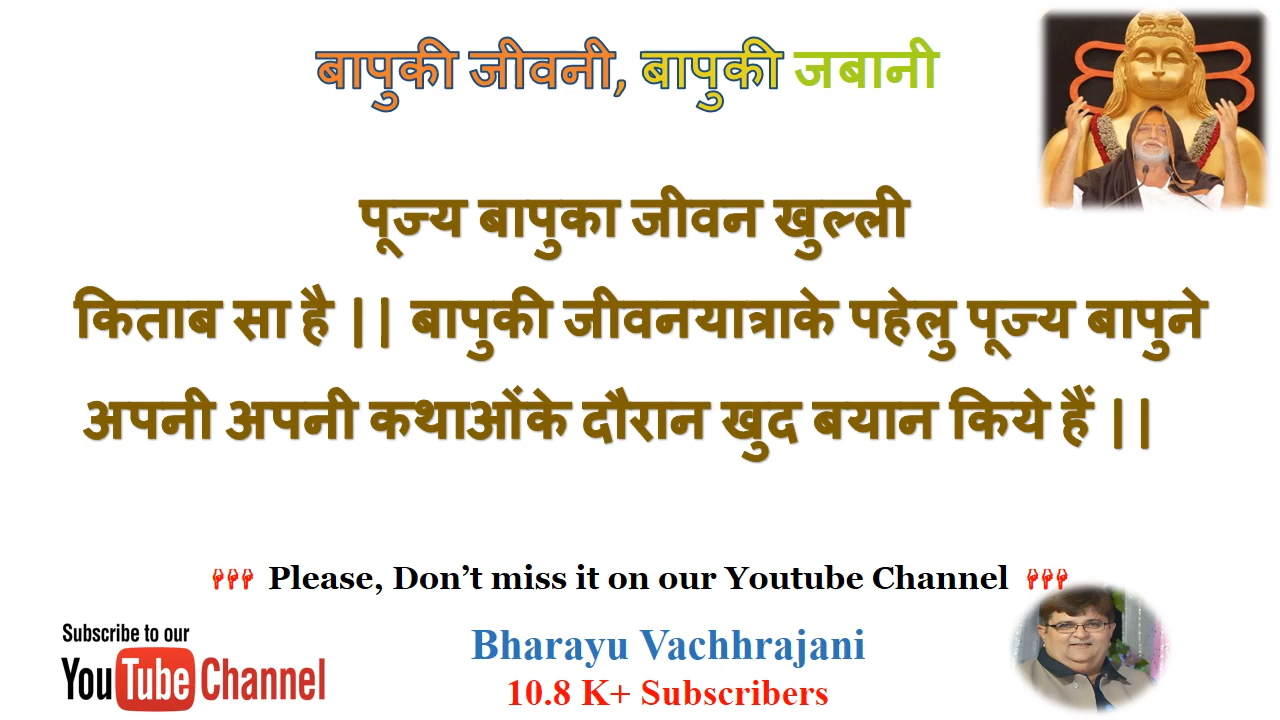 बापुकी जीवनी, बापुकी जबानी
पूज्य बापुका जीवन खुल्ली
किताब सा है || बापुकी जीवनयात्राके पहेलु पूज्य बापुने
अपनी अपनी कथाओंके दौरान खुद बयान किये हैं ||
Please, Don’t miss it on our Youtube Channel
Subscribe to our
YouTube Channel
Bharayu Vachhrajani
10.8 K+ Subscribers